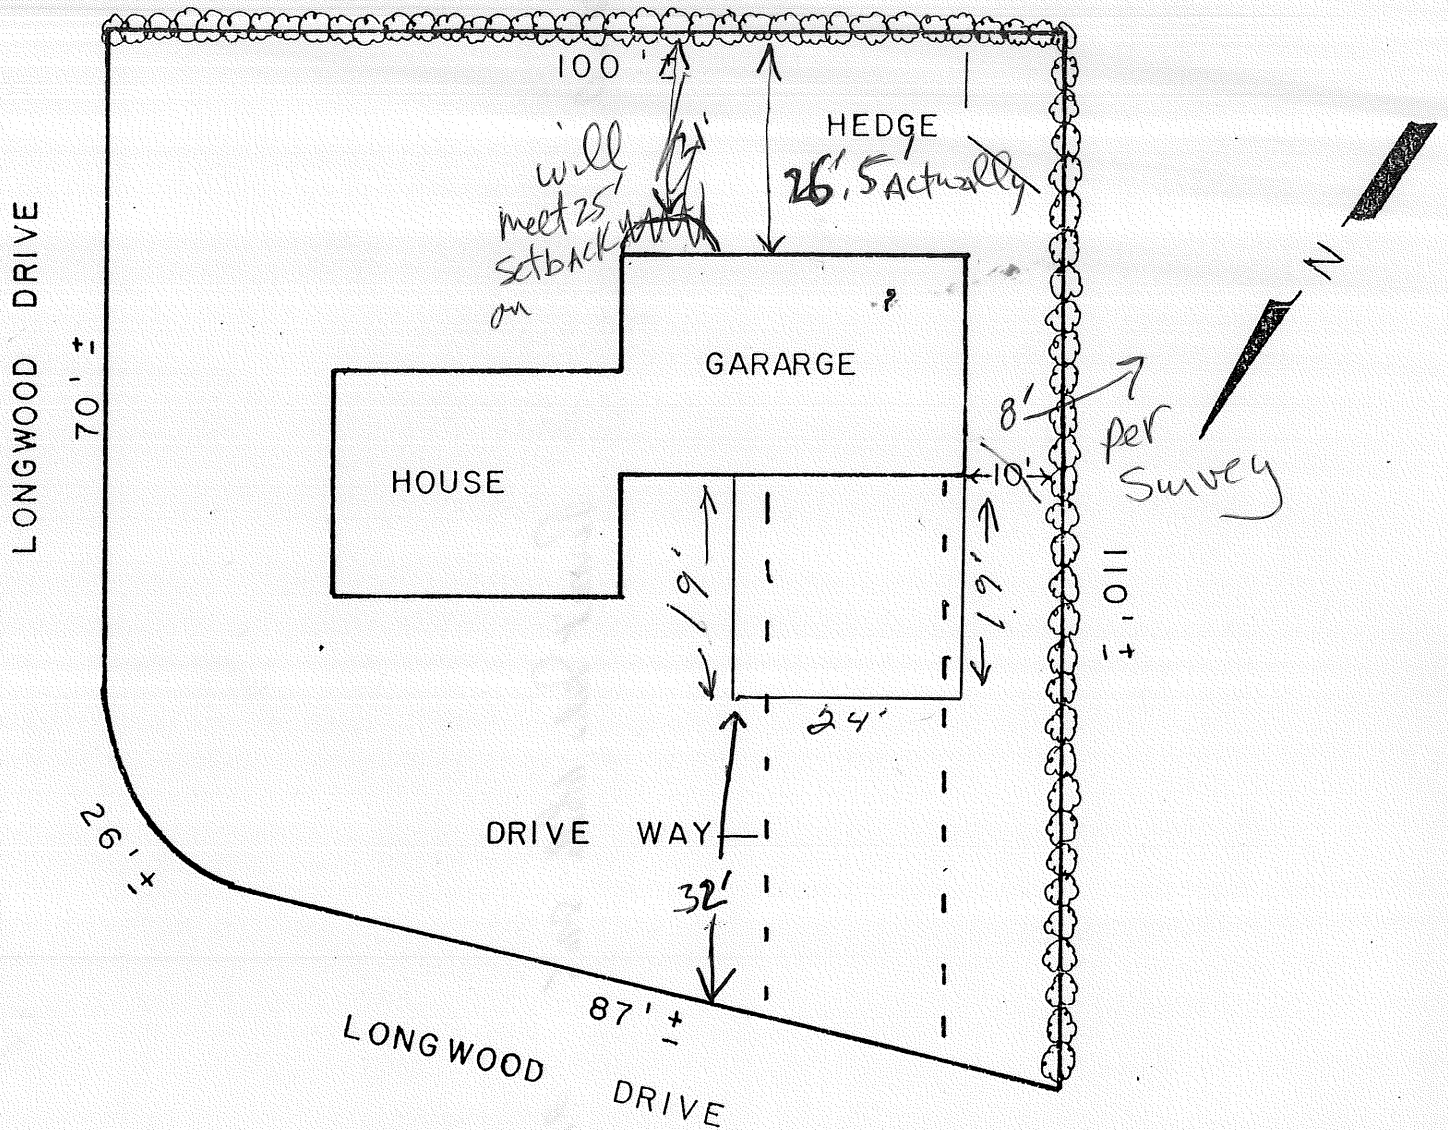 100'±
HEDGE
26'.5 Actually
21'
will
meet 25'
setback
on
LONGWOOD DRIVE
70'±
GARARGE
N
8'
per
Survey
10'
HOUSE
19'
19'
110'±
24'
DRIVE WAY
32'
26'±
87'±
LONGWOOD DRIVE